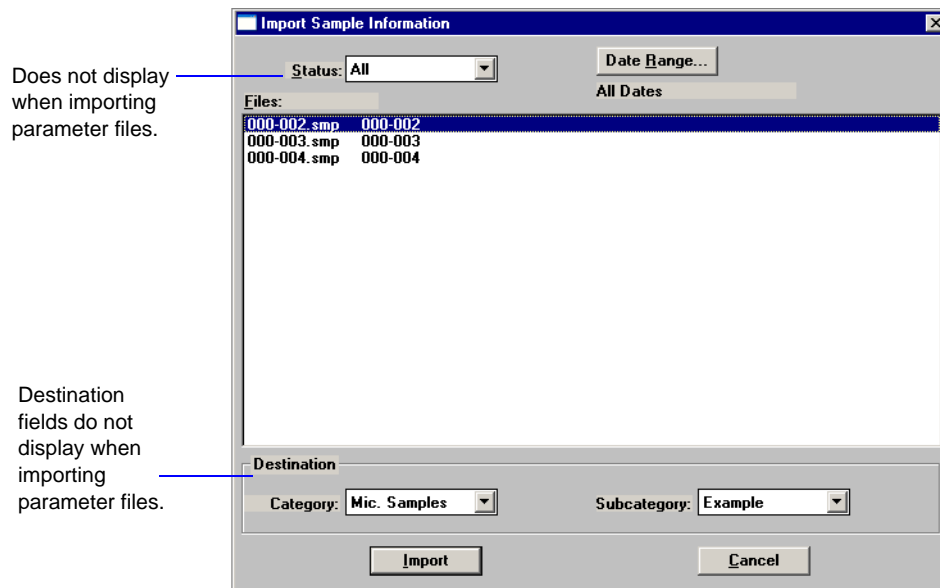 Import Sample Information
Does not display
when importing
parameter files.
Status: All
Date Range...
All Dates
Files:
000-002.smp 000-002
000-003.smp 000-003
000-004.smp 000-004
Destination
fields do not
display when
importing
parameter files.
Destination
Category: Mic. Samples
Subcategory: Example
Import
Cancel